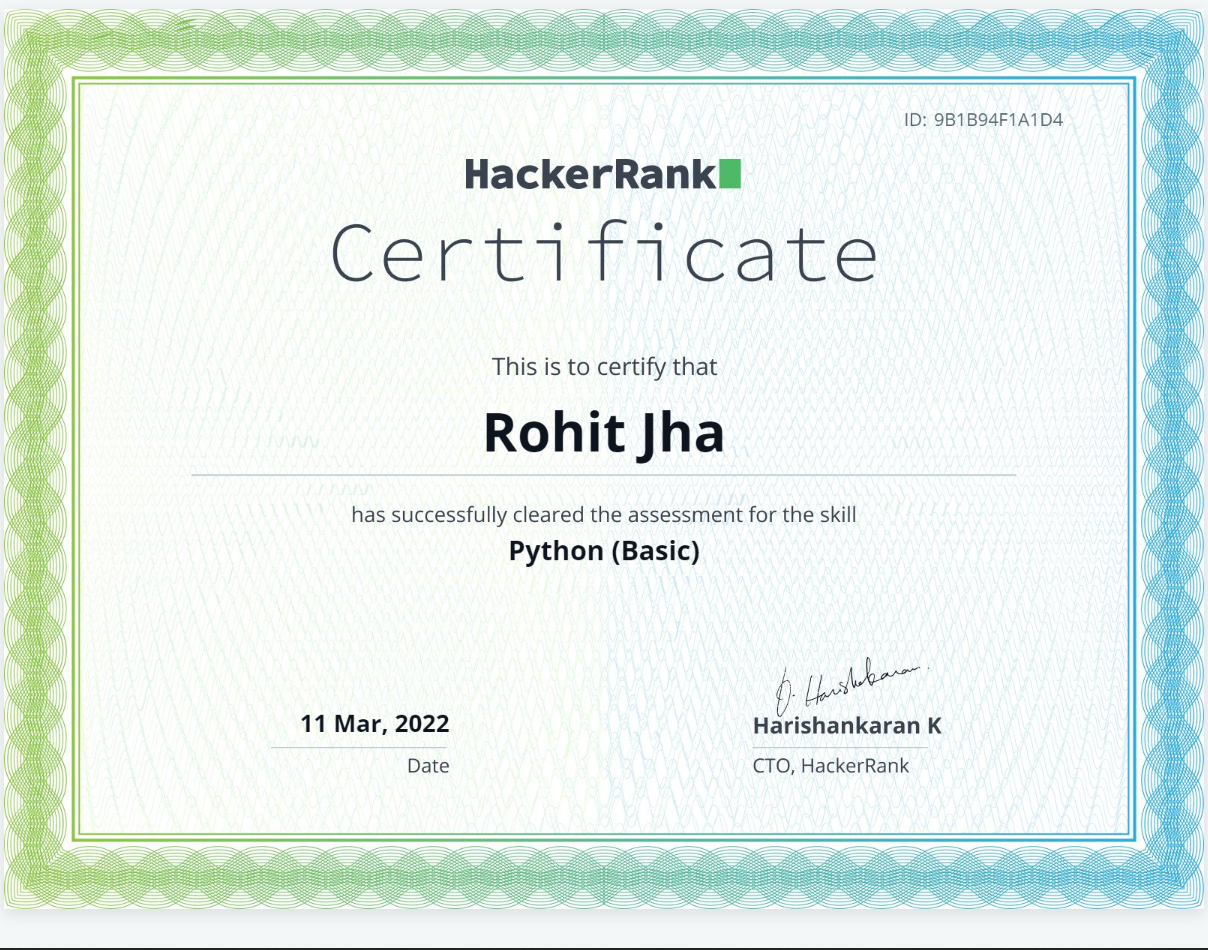 ID: 9B1B94F1A1D4
HackerRank
Certificate
This is to certify that
Rohit Jha
has successfully cleared the assessment for the skill
Python (Basic)
11 Mar, 2022
Date
Harishankaran K
CTO, HackerRank